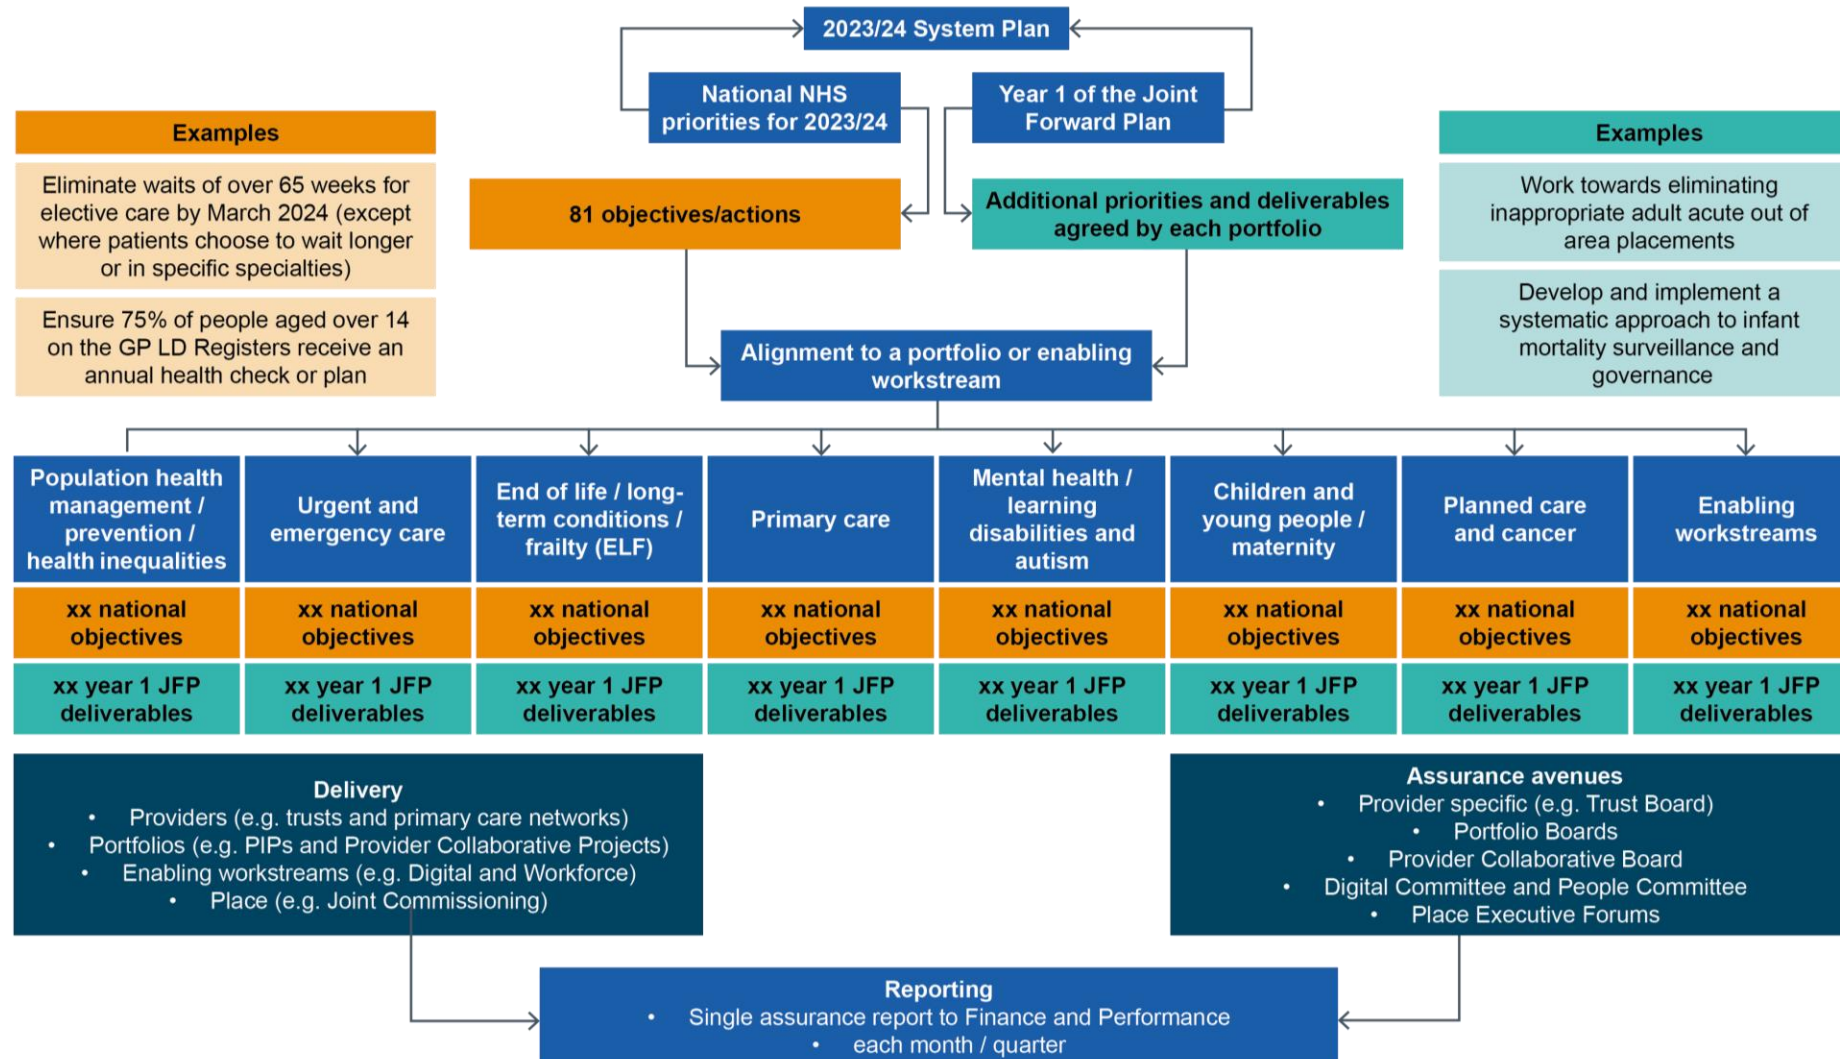 2023/24 System Plan
National NHS
priorities for 2023/24
Year 1 of the Joint
Forward Plan
Examples
Eliminate waits of over 65 weeks for
elective care by March 2024 (except
where patients choose to wait longer
or in specific specialties)
Ensure 75% of people aged over 14
on the GP LD Registers receive an
annual health check or plan
81 objectives/actions
Additional priorities and deliverables
agreed by each portfolio
Examples
Work towards eliminating
inappropriate adult acute out of
area placements
Develop and implement a
systematic approach to infant
mortality surveillance and
governance
Alignment to a portfolio or enabling
workstream
Population health
management /
prevention /
health inequalities
Urgent and
emergency care
End of life / long-
term conditions /
frailty (ELF)
Primary care
Mental health /
learning
disabilities and
autism
Children and
young people /
maternity
Planned care
and cancer
Enabling
workstreams
xx national
objectives
xx national
objectives
xx national
objectives
xx national
objectives
xx national
objectives
xx national
objectives
xx national
objectives
xx national
objectives
xx year 1 JFP
deliverables
xx year 1 JFP
deliverables
xx year 1 JFP
deliverables
xx year 1 JFP
deliverables
xx year 1 JFP
deliverables
xx year 1 JFP
deliverables
xx year 1 JFP
deliverables
xx year 1 JFP
deliverables
Delivery
• Providers (e.g. trusts and primary care networks)
• Portfolios (e.g. PIPs and Provider Collaborative Projects)
• Enabling workstreams (e.g. Digital and Workforce)
• Place (e.g. Joint Commissioning)
Assurance avenues
• Provider specific (e.g. Trust Board)
• Portfolio Boards
• Provider Collaborative Board
• Digital Committee and People Committee
• Place Executive Forums
Reporting
• Single assurance report to Finance and Performance
• each month / quarter